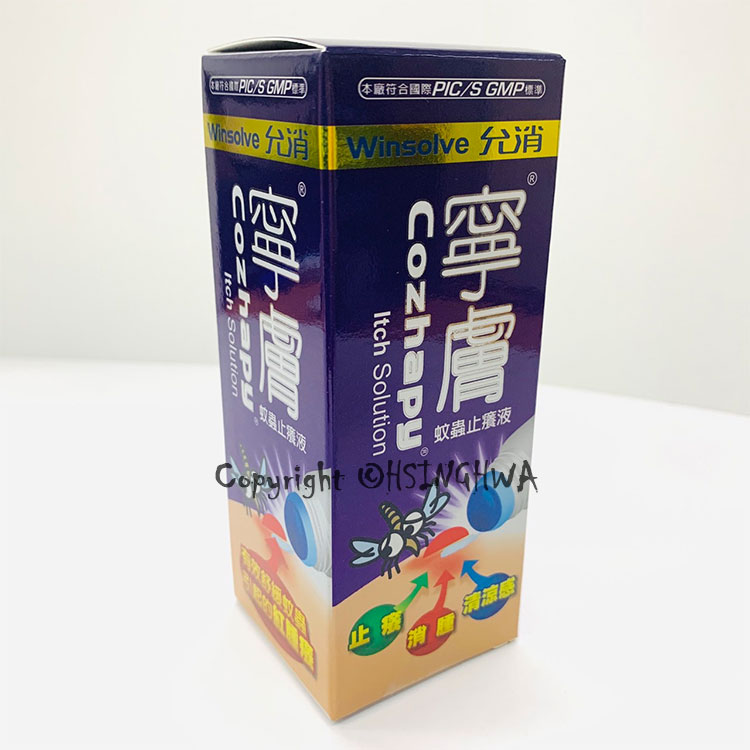 本廠符合國際PIC/S GMP標準
Winsolve 允消
寧膚®
Cozhapy®
Itch Solution
蚊蟲止癢液
本廠符合國際PIC/S GMP標準
Winsolve 允消
寧膚®
Cozhapy®
Itch Solution
蚊蟲止癢液
Copyright ©HSINGHWA
止癢
消腫
清涼感